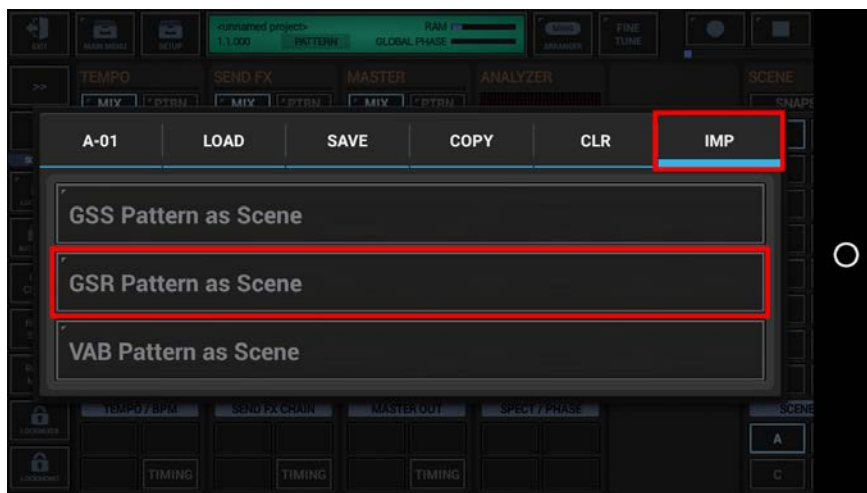 EXIT
MAIN MENU
SETUP
<unnamed project>
RAM
1.1.000
PATTERN
GLOBAL PHASE
SONG
ARRANGER
FINE
TUNE
>>
TEMPO
SEND FX
MASTER
ANALYZER
SCENE
MIX
PTRN
MIX
PTRN
MIX
PTRN
SNAPS
A-01
LOAD
SAVE
COPY
CLR
IMP
GSS Pattern as Scene
GSR Pattern as Scene
VAB Pattern as Scene
TEMPO / BPM
SEND FX CHAIN
MASTER OUT
SPECT / PHASE
SCENE
A
TIMING
TIMING
TIMING
C